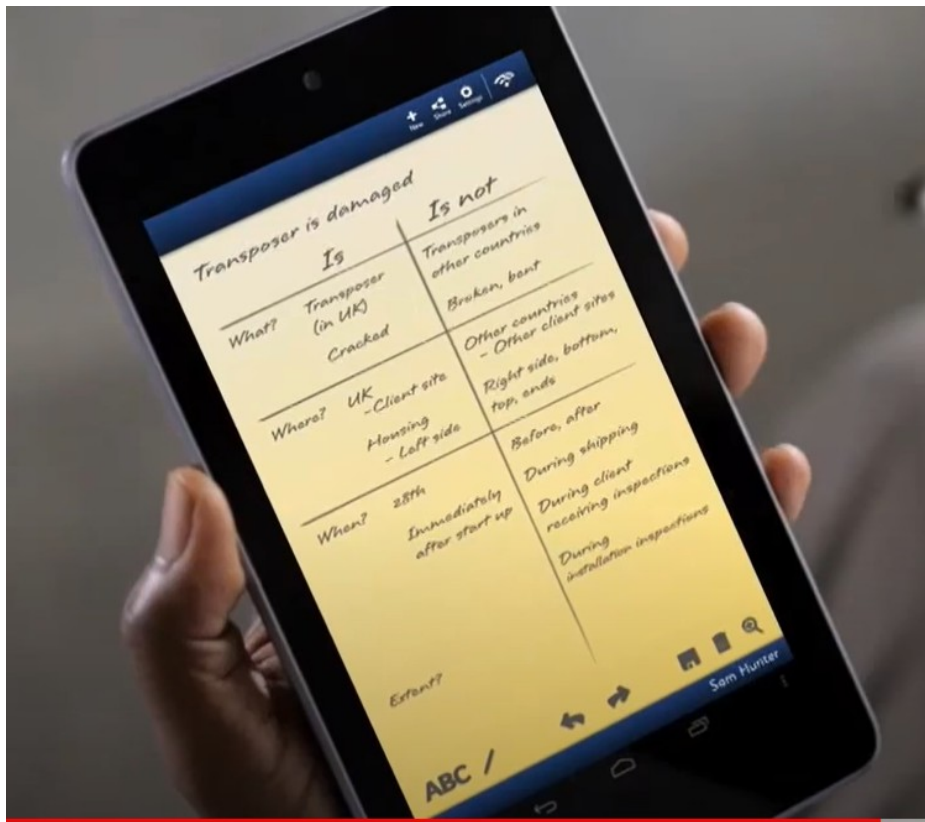 New Share Settings
Transposer is damaged
Is
Is not
What?
Transposer
(in UK)
Cracked
Transposers in
other countries
Broken, bent
Where?
UK
-Client site
Housing
- Left side
Other countries
- Other client sites
Right side, bottom,
top, ends
When?
28th
Immediately
after start up
Before, after
During shipping
During client
receiving inspections
During
installation inspections
Extent?
ABC
Sam Hunter